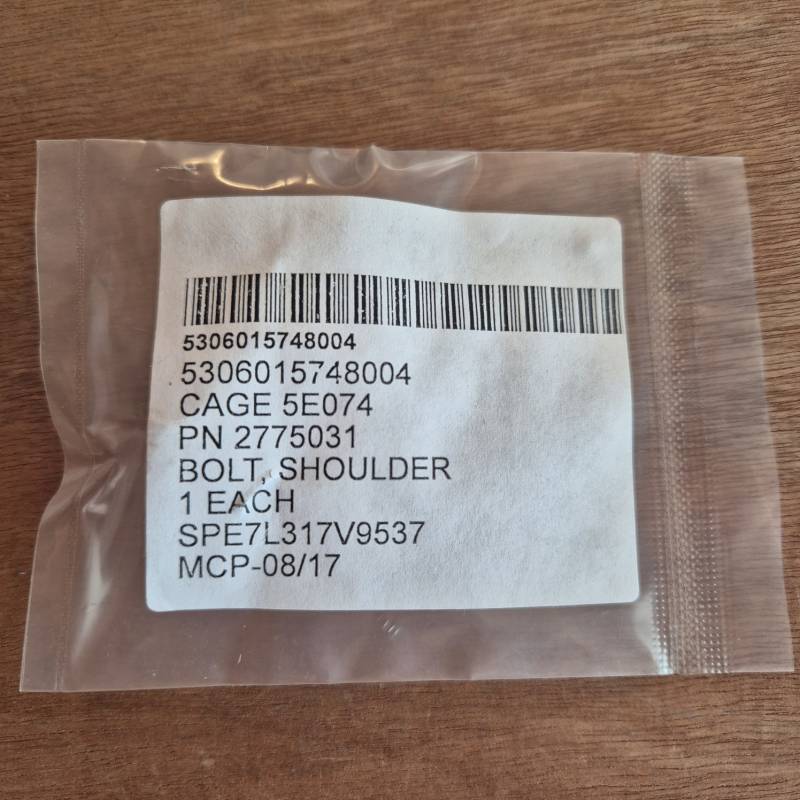 5306015748004
5306015748004
CAGE 5E074
PN 2775031
BOLT, SHOULDER
1 EACH
SPE7L317V9537
MCP-08/17